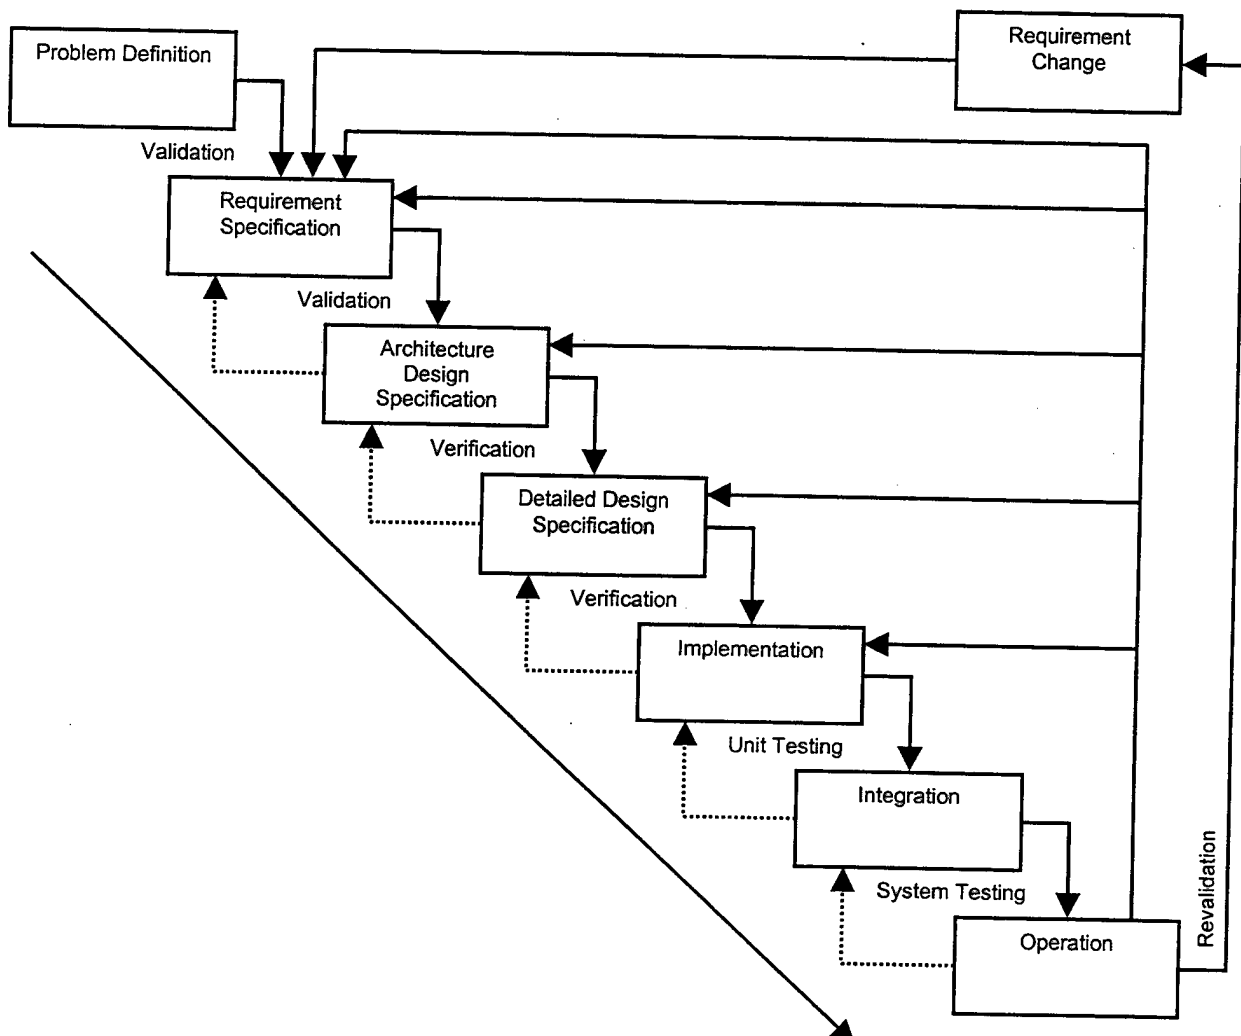 Problem Definition
Requirement
Change
Validation
Requirement
Specification
Validation
Architecture
Design
Specification
Verification
Detailed Design
Specification
Verification
Implementation
Unit Testing
Integration
System Testing
Operation
Revalidation